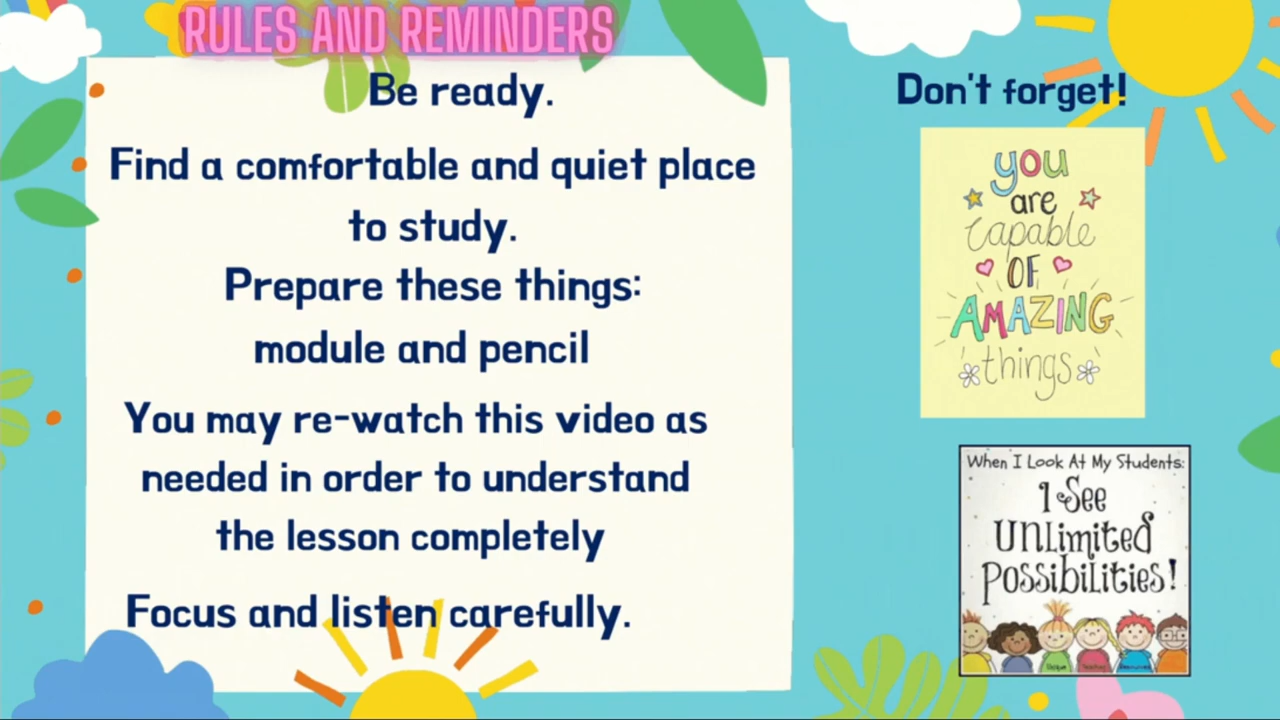 RULES AND REMINDERS
Be ready.
Find a comfortable and quiet place
to study.
Prepare these things:
module and pencil
You may re-watch this video as
needed in order to understand
the lesson completely
Focus and listen carefully.
Don't forget!
you
are
capable
OF
AMAZING
things
When I Look At My Students:
I See
UNLimited
Possibilities!